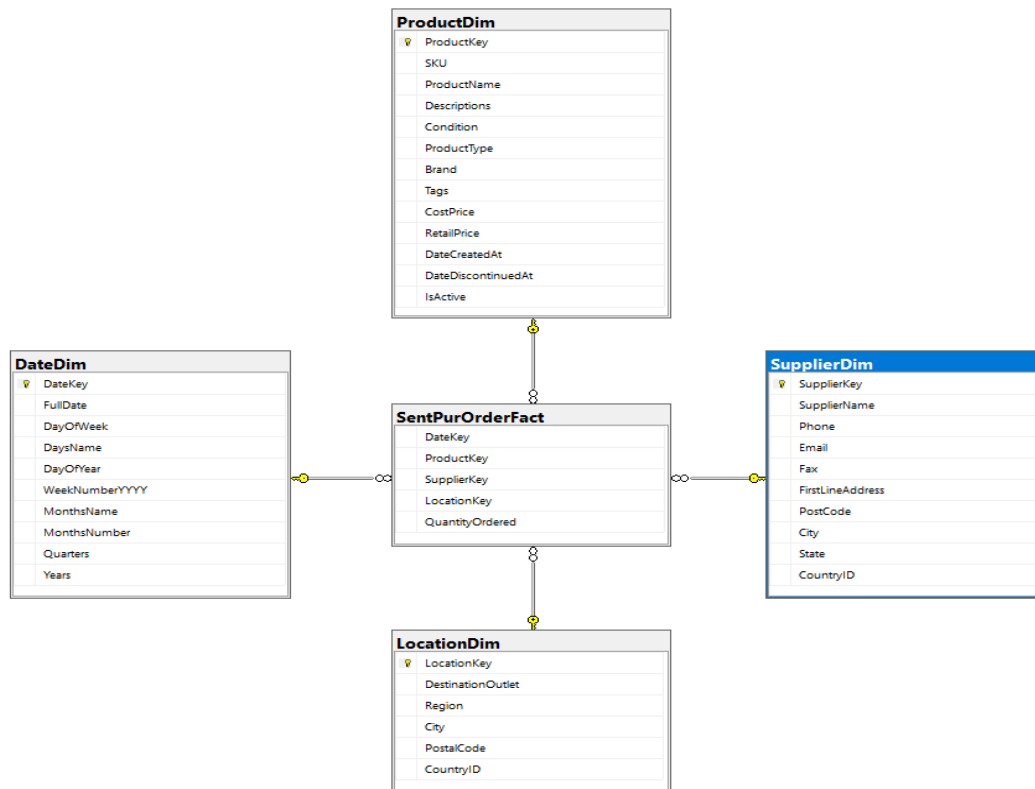 ProductDim
ProductKey
SKU
ProductName
Descriptions
Condition
ProductType
Brand
Tags
CostPrice
RetailPrice
DateCreatedAt
DateDiscontinuedAt
IsActive
DateDim
DateKey
FullDate
DayOfWeek
DaysName
DayOfYear
WeekNumberYYYY
MonthsName
MonthsNumber
Quarters
Years
SentPurOrderFact
DateKey
ProductKey
SupplierKey
LocationKey
QuantityOrdered
SupplierDim
SupplierKey
SupplierName
Phone
Email
Fax
FirstLineAddress
PostCode
City
State
CountryID
LocationDim
LocationKey
DestinationOutlet
Region
City
PostalCode
CountryID